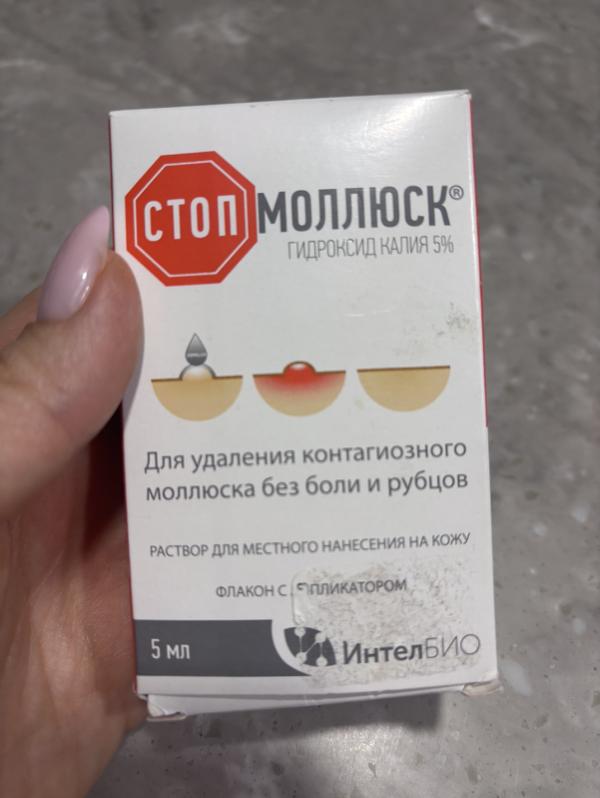 СТОП МОЛЛЮСК®
ГИДРОКСИД КАЛИЯ 5%
Для удаления контагиозного
моллюска без боли и рубцов
РАСТВОР ДЛЯ МЕСТНОГО НАНЕСЕНИЯ НА КОЖУ
ФЛАКОН С
5 мл
ИнтелБИО